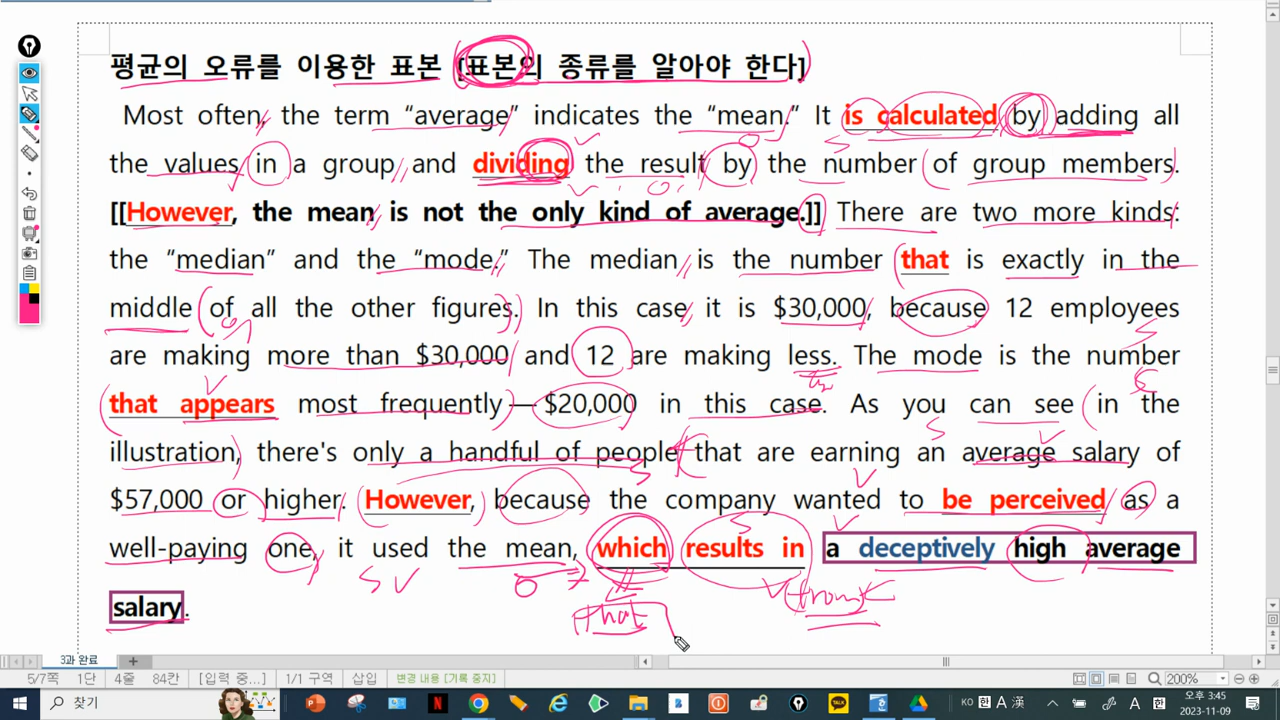 평균의 오류를 이용한 표본 [표본의 종류를 알아야 한다]
Most often, the term “average” indicates the “mean.” It is calculated by adding all
the values in a group, and dividing the result by the number of group members.
[[However, the mean is not the only kind of average.]] There are two more kinds:
the “median” and the “mode.” The median is the number that is exactly in the
middle of all the other figures. In this case, it is $30,000, because 12 employees
are making more than $30,000 and 12 are making less. The mode is the number
that appears most frequently—$20,000 in this case. As you can see in the
illustration, there's only a handful of people that are earning an average salary of
$57,000 or higher. However, because the company wanted to be perceived as a
well-paying one, it used the mean, which results in a deceptively high average
salary.
S
V
O
that
from
3과 완료
5/7쪽 1단 4줄 84칸 [입력 중...] 1/1 구역 삽입 변경 내용 [기록 중지] 200%
찾기
TALK
KO 한 A 漢
오후 3:45
2023-11-09